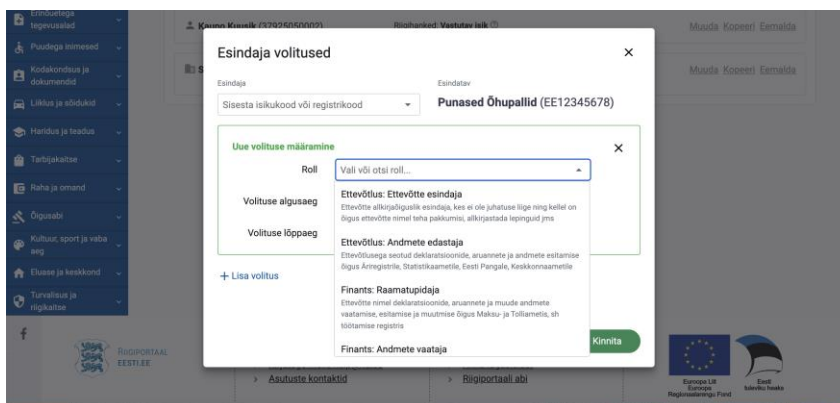 Erinõuetega
tegevusalad
Puudega inimesed
Kodakondsus ja
dokumendid
Liiklus ja sõidukid
Haridus ja teadus
Tarbijakaitse
Raha ja omand
Õigusabi
Kultuur, sport ja vaba
aeg
Eluase ja keskkond
Turvalisus ja
riigikaitse
Kauno Kuusik (37925050002)
Riigihanked: Vastutav isik
Muuda Kopeeri Eemalda
S
Muuda Kopeeri Eemalda
Esindaja volitused
Esindaja
Esindatav
Sisesta isikukood või registrikood
Punased Õhupallid (EE12345678)
Uue volituse määramine
Roll
Vali või otsi roll...
Volituse algusaeg
Volituse lõppaeg
Ettevõtlus: Ettevõtte esindaja
Ettevõtte allkirjaõiguslik esindaja, kes ei ole juhatuse liige ning kellel on
õigus ettevõtte nimel teha pakkumisi, allkirjastada lepinguid jms
Ettevõtlus: Andmete edastaja
Ettevõtlusega seotud deklaratsioonide, aruannete ja andmete esitamise
õigus Äriregistrile, Statistikaametile, Eesti Pangale, Keskkonnaametile
Finants: Raamatupidaja
Ettevõtte nimel deklaratsioonide, aruannete ja muude andmete
vaatamise, esitamise ja muutmise õigus Maksu- ja Tolliametis, sh
töötamise registris
Finants: Andmete vaataja
+ Lisa volitus
Kinnita
f
RIIGIPORTAAL
EESTI.EE
> Asutuste kontaktid
> Riigiportaali abi
Euroopa Liit
Euroopa
Regionaalarengu Fond
Eesti
tuleviku heaks